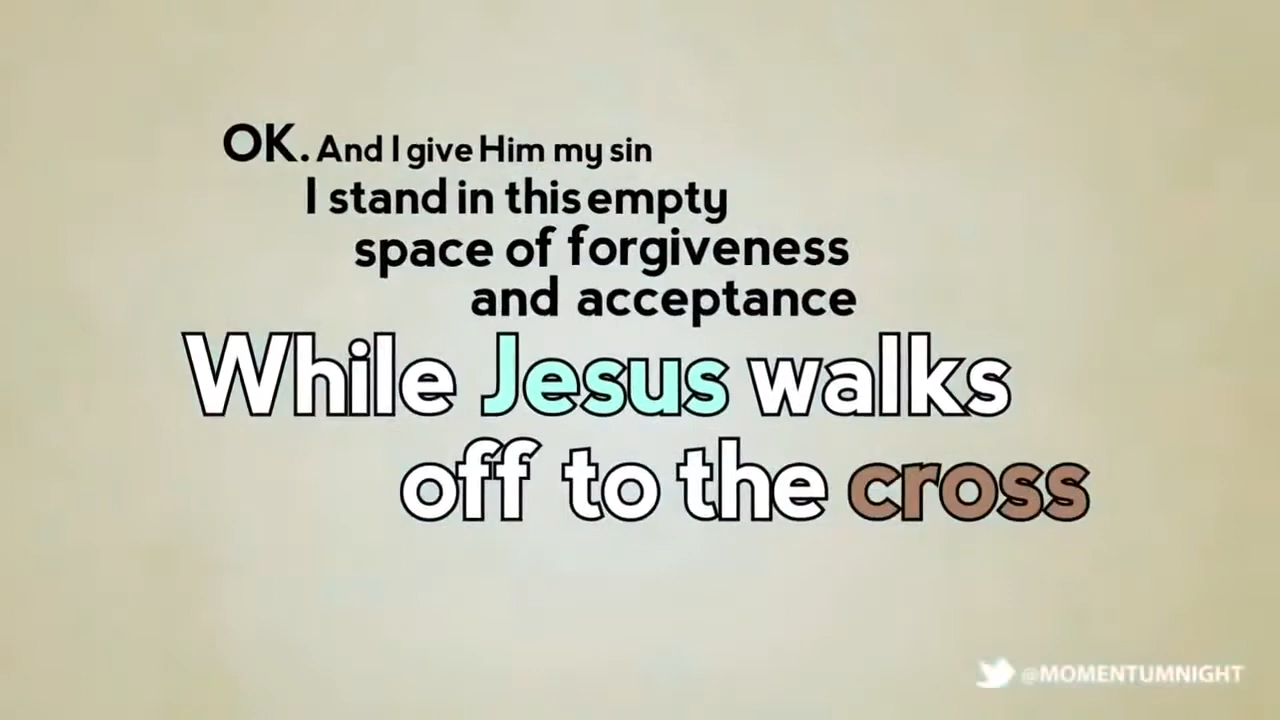 OK. And I give Him my sin
I stand in this empty
space of forgiveness
and acceptance
While Jesus walks
off to the cross
@MOMENTUMNIGHT